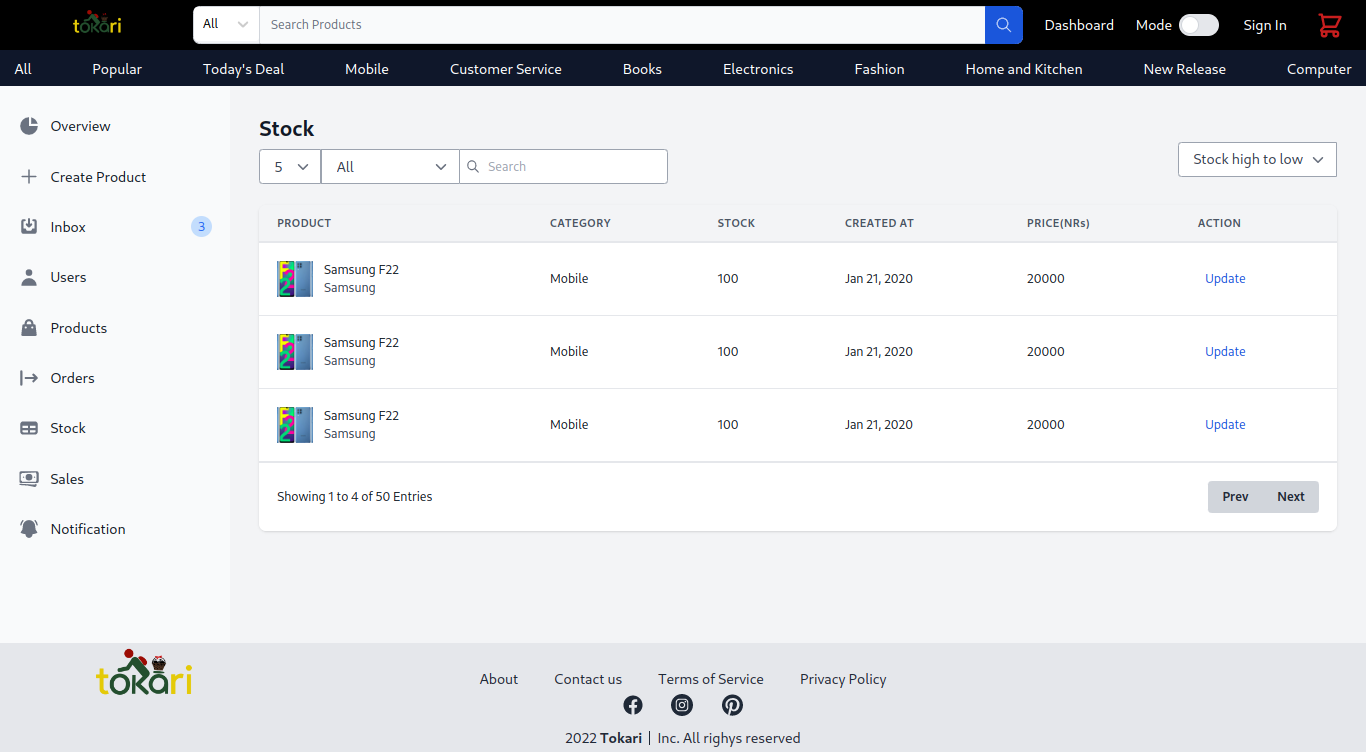 tokari All Search Products Dashboard Mode Sign In
All Popular Today's Deal Mobile Customer Service Books Electronics Fashion Home and Kitchen New Release Computer
Overview
Create Product
Inbox 3
Users
Products
Orders
Stock
Sales
Notification
Stock
5 All Search Stock high to low
PRODUCT CATEGORY STOCK CREATED AT PRICE(NRs) ACTION
F22 Samsung F22
Samsung
Mobile 100 Jan 21, 2020 20000 Update
F22 Samsung F22
Samsung
Mobile 100 Jan 21, 2020 20000 Update
F22 Samsung F22
Samsung
Mobile 100 Jan 21, 2020 20000 Update
Showing 1 to 4 of 50 Entries Prev Next
tokari
About Contact us Terms of Service Privacy Policy
2022 Tokari | Inc. All righys reserved